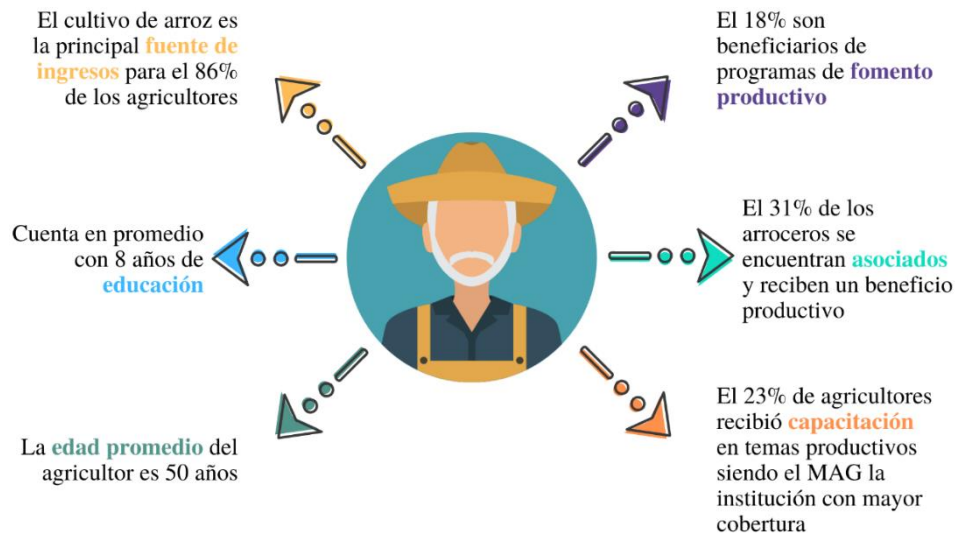 El cultivo de arroz es
la principal fuente de
ingresos para el 86%
de los agricultores
Cuenta en promedio
con 8 años de
educación
La edad promedio del
agricultor es 50 años
El 18% son
beneficiarios de
programas de fomento
productivo
El 31% de los
arroceros se
encuentran asociados
y reciben un beneficio
productivo
El 23% de agricultores
recibió capacitación
en temas productivos
siendo el MAG la
institución con mayor
cobertura